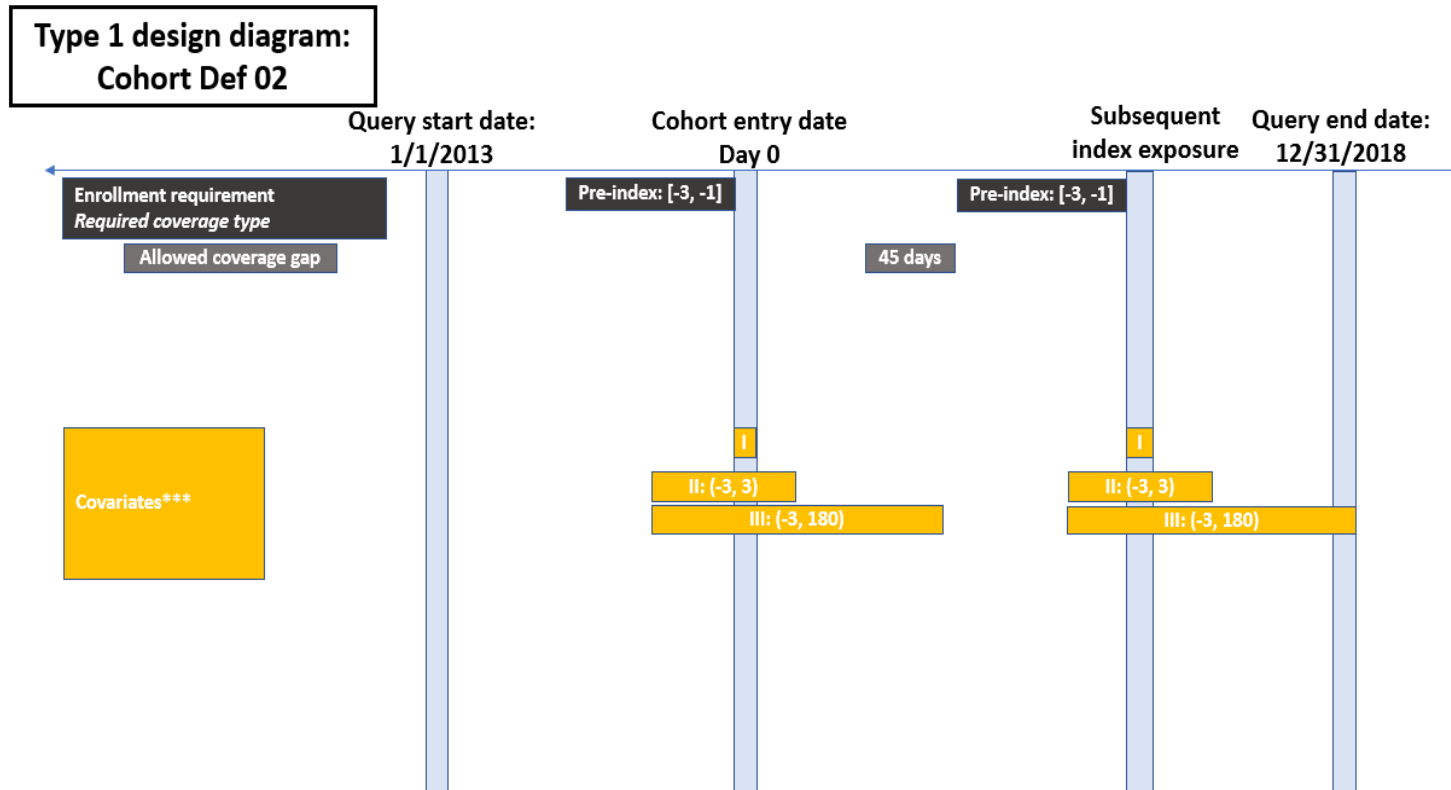 Type 1 design diagram:
Cohort Def 02
Query start date:
1/1/2013
Cohort entry date
Day 0
Subsequent
index exposure
Query end date:
12/31/2018
Enrollment requirement
Required coverage type
Pre-index: [-3, -1]
Pre-index: [-3, -1]
Allowed coverage gap
45 days
Covariates***
I
I
II: (-3, 3)
II: (-3, 3)
III: (-3, 180)
III: (-3, 180)